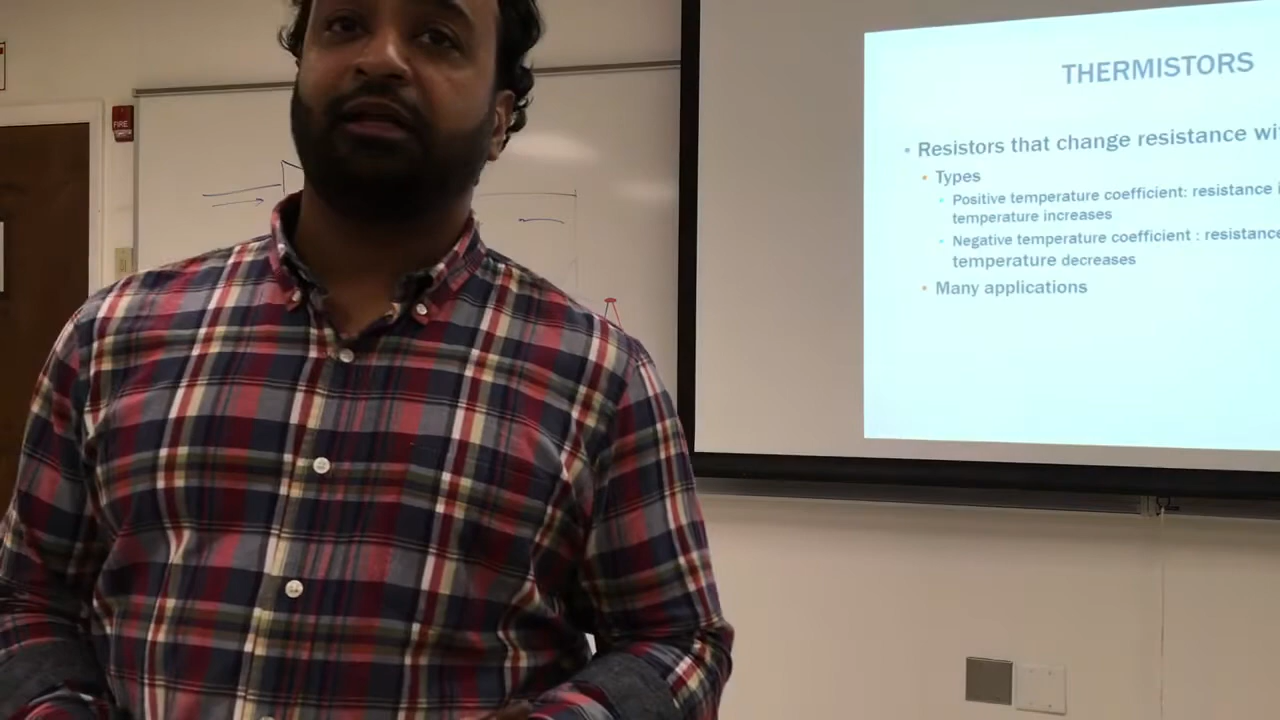 FIRE
THERMISTORS
• Resistors that change resistance
• Types
• Positive temperature coefficient: resistance
temperature increases
• Negative temperature coefficient : resistance
temperature decreases
• Many applications